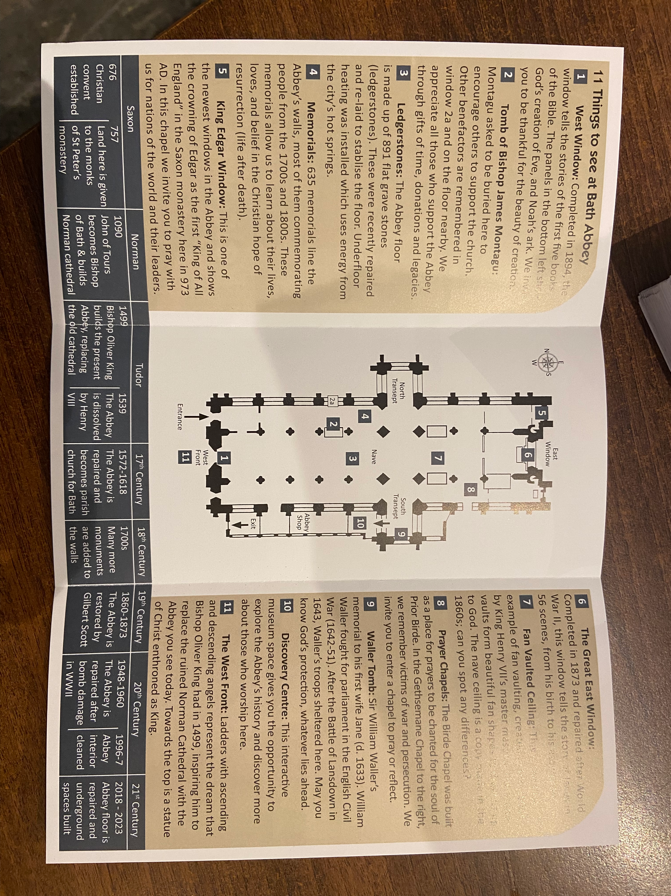 11 Things to see at Bath Abbey
1 West Window: Completed in 1894, the
window tells the stories of the first five books
of the Bible. The panels in the bottom left
God's creation of Eve, and Noah's ark. We
you to be thankful for the beauty of creation.
2 Tomb of Bishop James Montagu:
Montagu asked to be buried here to
encourage others to support the church.
Other benefactors are remembered in
window 2a and on the floor nearby. We
appreciate all those who support the Abbey
through gifts of time, donations and legacies.
3 Ledgerstones: The Abbey floor
is made up of 891 flat grave stones
(ledgerstones). These were recently repaired
and re-laid to stabilise the floor. Underfloor
heating was installed which uses energy from
the city's hot springs.
4 Memorials: 635 memorials line the
Abbey's walls, most of them commemorating
people from the 1700s and 1800s. These
memorials allow us to learn about their lives,
loves, and belief in the Christian hope of
resurrection (life after death).
5 King Edgar Window: This is one of
the newest windows in the Abbey and shows
the crowning of Edgar as the first "King of All
England" in the Saxon monastery here in 973
AD. In this chapel we invite you to pray with
us for nations of the world and their leaders.
N
S
W
East
Window
5
6
7
8
North
Transept
South
Transept
9
4
2a
2
3
Nave
10
Abbey
Shop
1
West
Front
11
Entrance
Exit
6 The Great East Window:
Completed in 1873 and repaired after World
War II, this window tells the
56 scenes, from his birth to
7 Fan Vaulted Ceiling:
example of fan vaulting,
by King Henry VII's master
vaults form beautiful fan
to God. The nave ceiling is a copy
1860s; can you spot any differences?
8 Prayer Chapels: The Birde Chapel was built
as a place for prayers to be chanted for the soul of
Prior Birde. In the Gethsemane Chapel to the right,
we remember victims of war and persecution. We
invite you to enter a chapel to pray or reflect.
9 Waller Tomb: Sir William Waller's
memorial to his first wife Jane (d. 1633). William
Waller fought for parliament in the English Civil
War (1642-51). After the Battle of Lansdown in
1643, Waller's troops sheltered here. May you
know God's protection, whatever lies ahead.
10 Discovery Centre: This interactive
museum space gives you the opportunity to
explore the Abbey's history and discover more
about those who worship here.
11 The West Front: Ladders with ascending
and descending angels represent the dream that
Bishop Oliver King had in 1499, inspiring him to
replace the ruined Norman Cathedral with the
Abbey you see today. Towards the top is a statue
of Christ enthroned as King.
Saxon
676
Christian
convent
established
757
Land here is given
to the monks
of St Peter's
monastery
Norman
1090
John of Tours
becomes Bishop
of Bath & builds
Norman cathedral
Tudor
1499
Bishop Oliver King
builds the present
Abbey, replacing
the old cathedral
1539
The Abbey
is dissolved
by Henry
VIII
17th Century
1572-1618
The Abbey is
repaired and
becomes parish
church for Bath
18th Century
1700s
Many more
monuments
are added to
the walls
19th Century
1860-1873
The Abbey is
restored by
Gilbert Scott
20th Century
1948-1960
The Abbey is
repaired after
bomb damage
in WWII
1996-7
Abbey
interior
cleaned
21st Century
2018 - 2023
Abbey floor is
repaired and
underground
spaces built